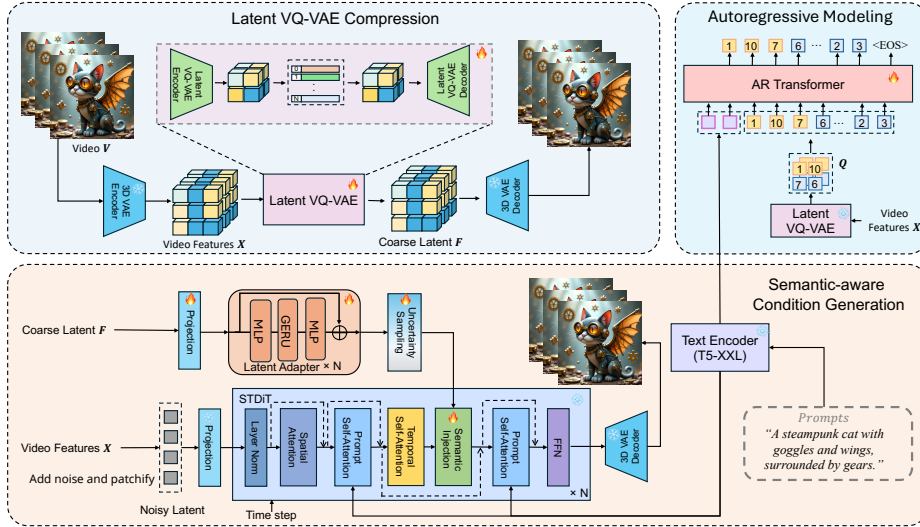 Latent VQ-VAE Compression
Latent
VQ-VAE
Encoder
0
1
N
Latent
VQ-VAE
Decoder
Video V
3D VAE
Encoder
Video Features X
Latent VQ-VAE
Coarse Latent F
3D VAE
Decoder
Autoregressive Modeling
1 10 7 6 ... 2 3 <EOS>
AR Transformer
1 10 7 6 ... 2 3
1 10
7 6
Q
Latent
VQ-VAE
Video
Features X
Semantic-aware
Condition Generation
Coarse Latent F
Projection
MLP
GERU
MLP
Latent Adapter × N
Uncertainty
Sampling
Text Encoder
(T5-XXL)
Prompts
"A steampunk cat with
goggles and wings,
surrounded by gears."
STDiT
Video Features X
Projection
Layer Norm
Spatial
Attention
Prompt
Self-Attention
Temporal
Self-Attention
Semantic
Injection
Prompt
Self-Attention
FFN
3D VAE
Decoder
Add noise and patchify
× N
Noisy Latent
Time step